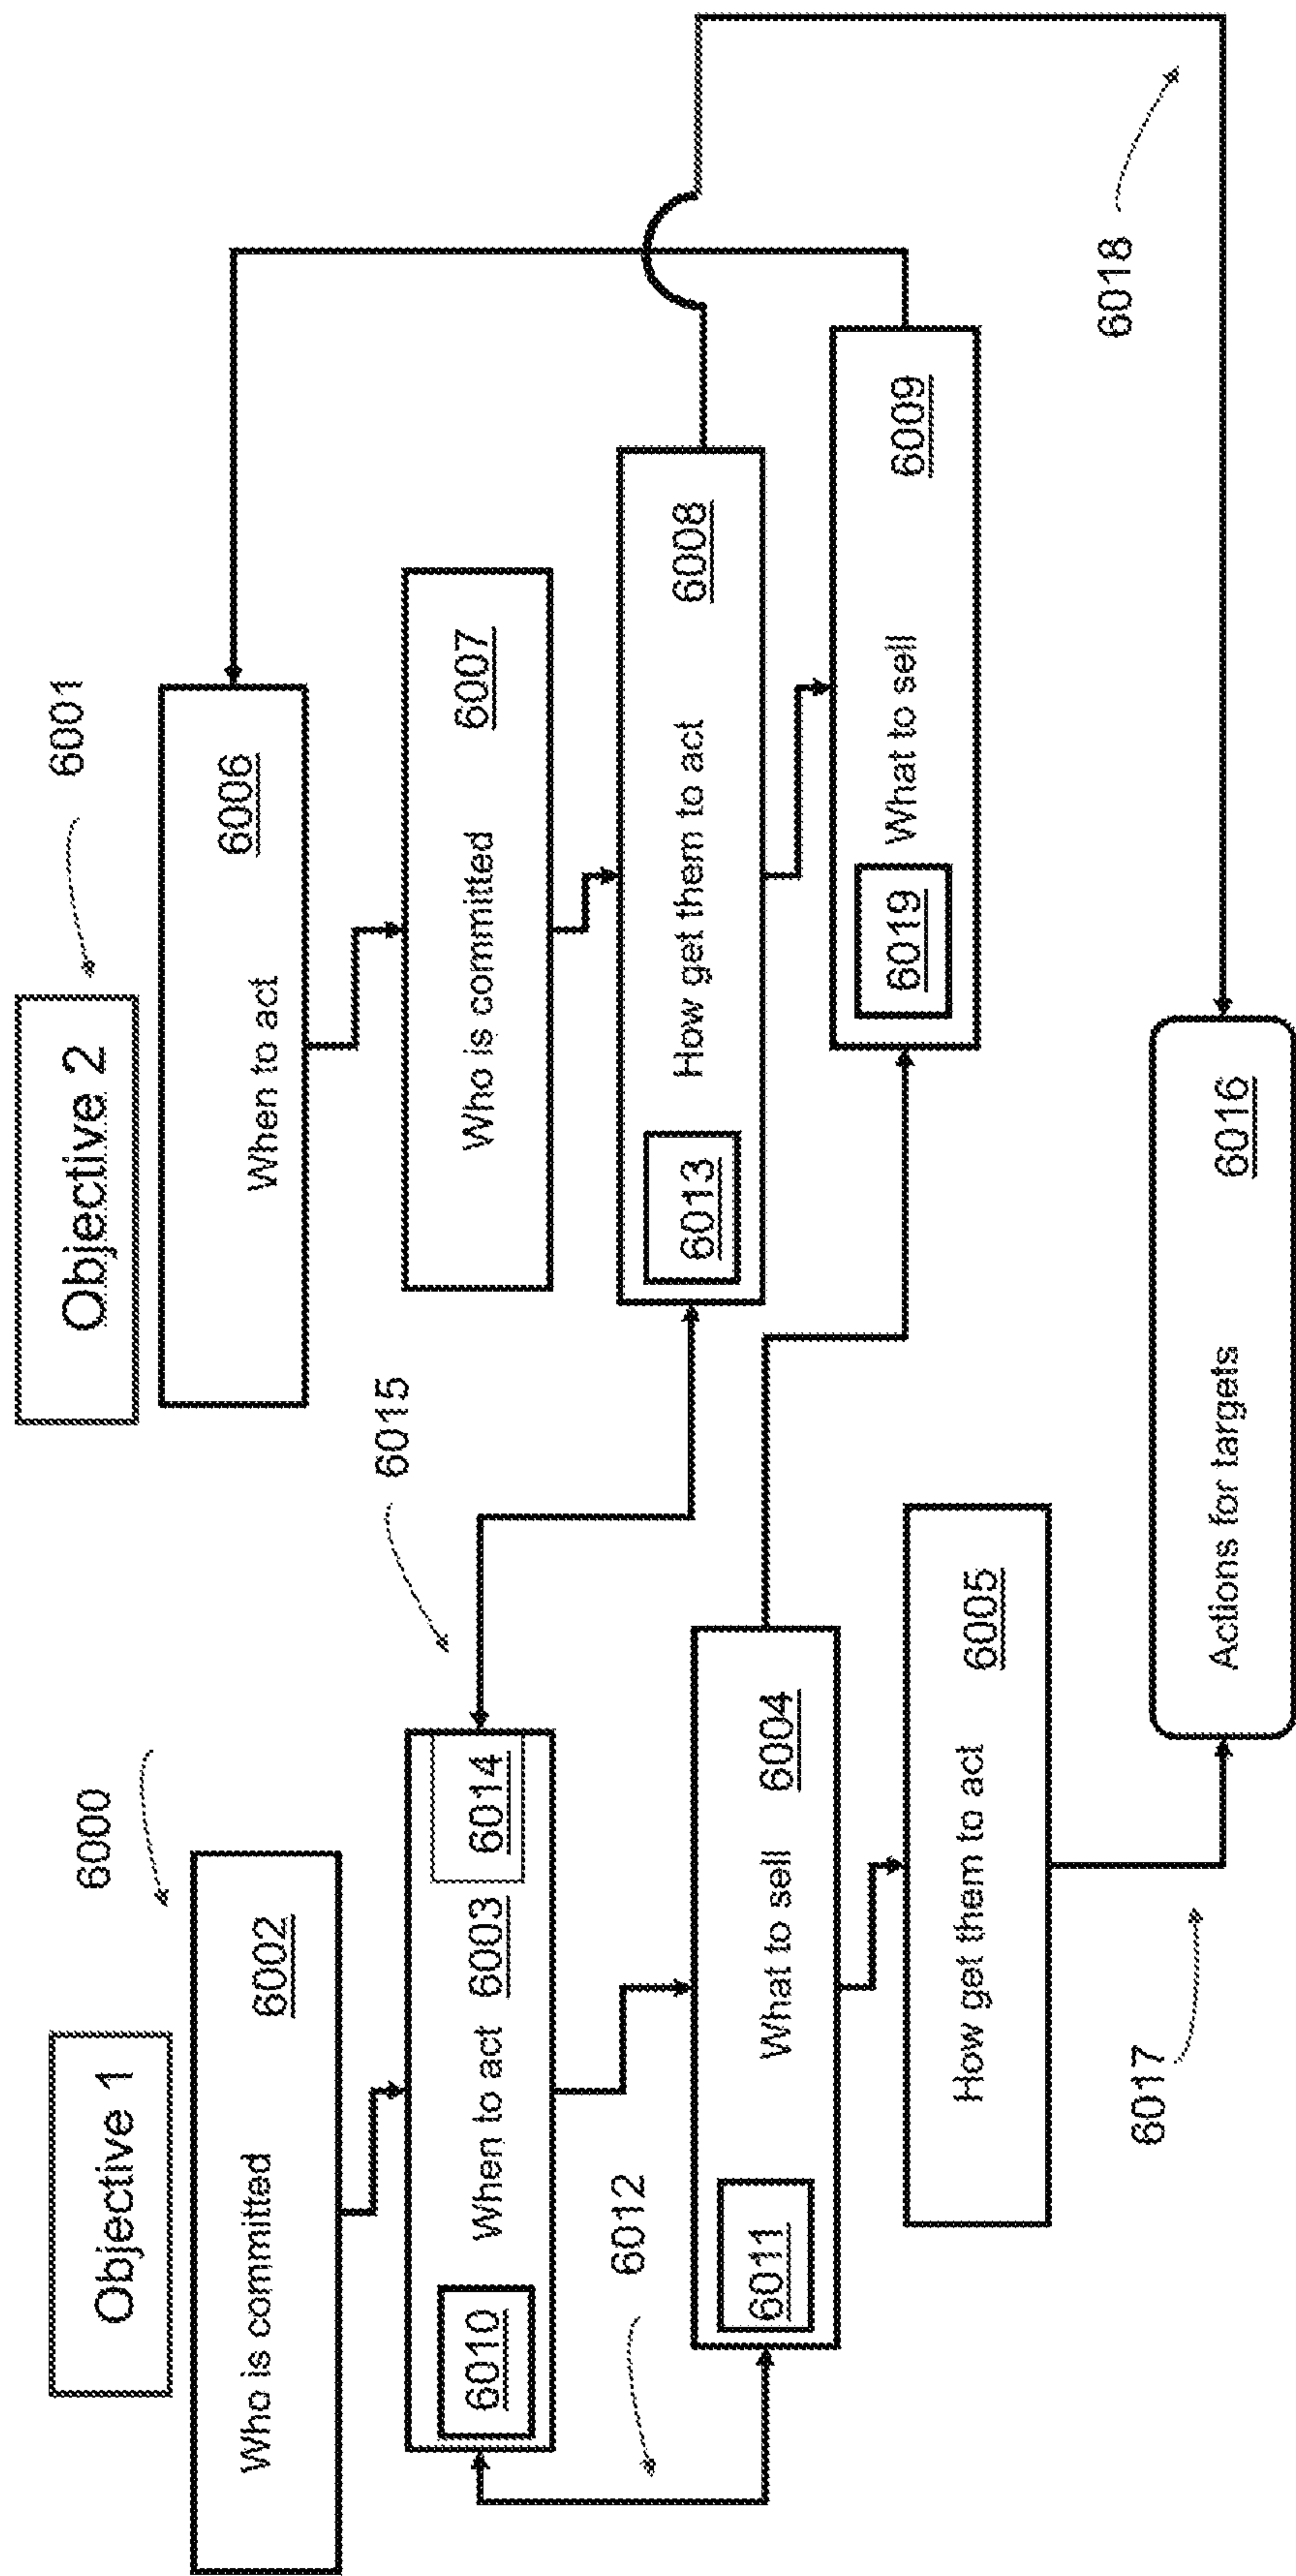 Objective 1
6000
Who is committed 6002
6010 When to act 6003 6014
6012
6011 What to sell 6004
How get them to act 6005
6017
6015
Objective 2
6001
When to act 6006
Who is committed 6007
6013 How get them to act 6008
6019 What to sell 6009
6018
Actions for targets 6016